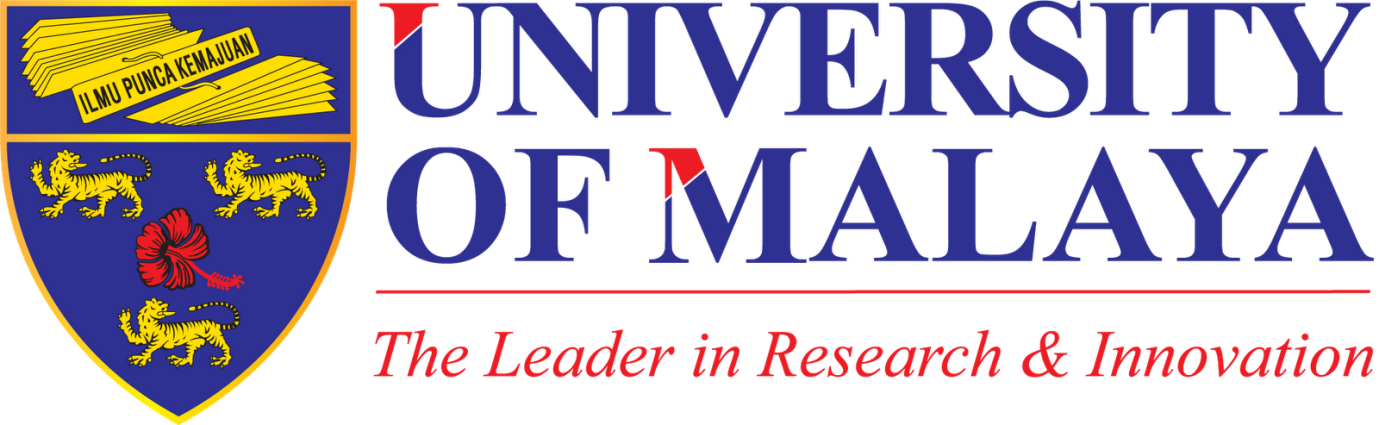 ILMU PUNCA KEMAJUAN
UNIVERSITY
OF MALAYA
The Leader in Research & Innovation